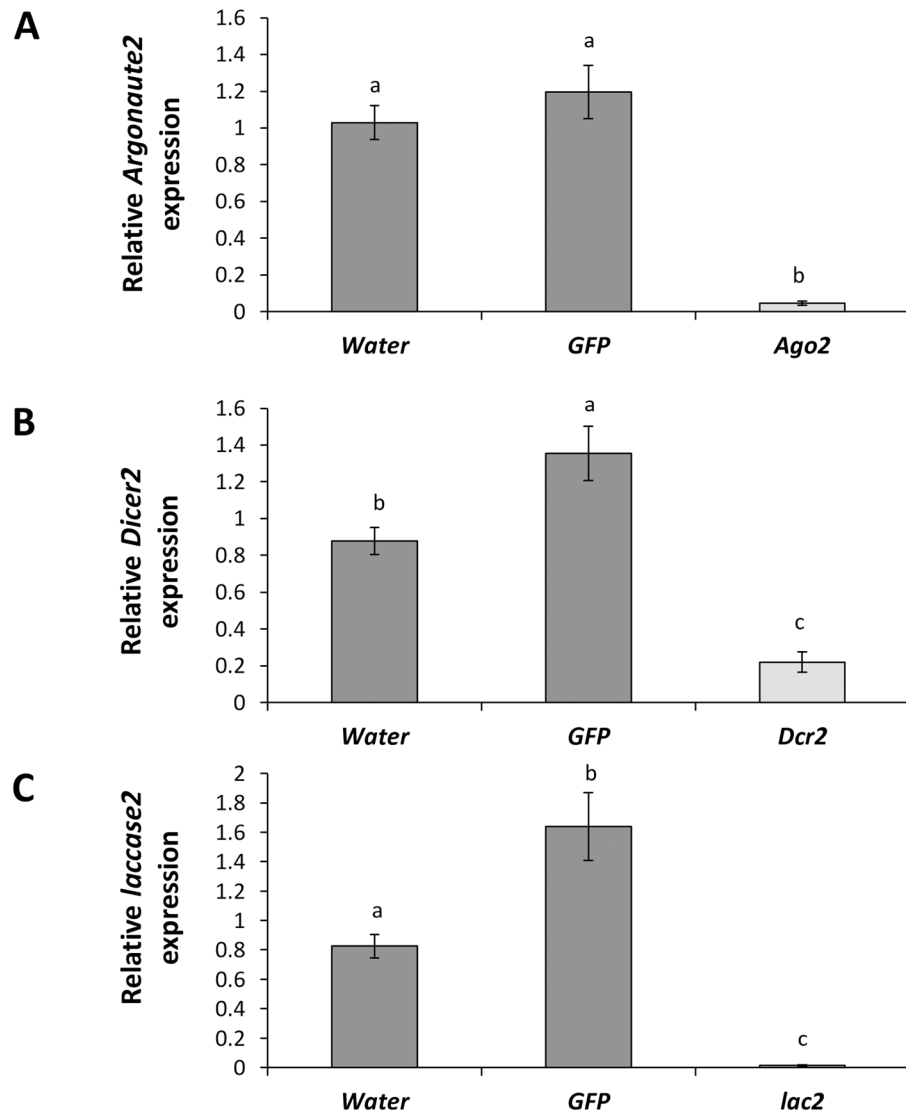 A
Relative Argonaute2
expression
1.6
1.4
1.2
1
0.8
0.6
0.4
0.2
0
a
a
b
Water
GFP
Ago2
B
Relative Dicer2
expression
1.6
1.4
1.2
1
0.8
0.6
0.4
0.2
0
b
a
c
Water
GFP
Dcr2
C
Relative laccase2
expression
2
1.8
1.6
1.4
1.2
1
0.8
0.6
0.4
0.2
0
a
b
c
Water
GFP
lac2